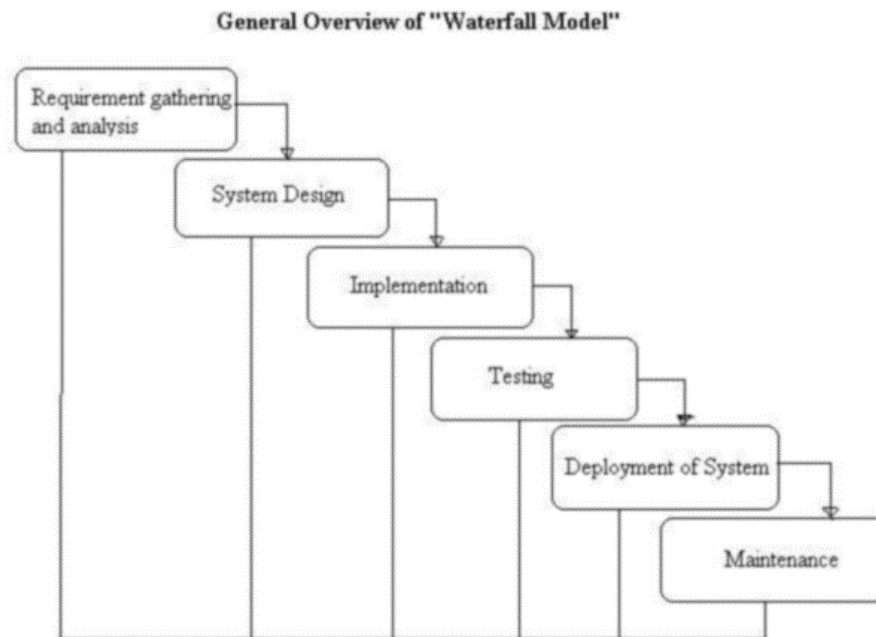 General Overview of "Waterfall Model"
Requirement gathering
and analysis
System Design
Implementation
Testing
Deployment of System
Maintenance